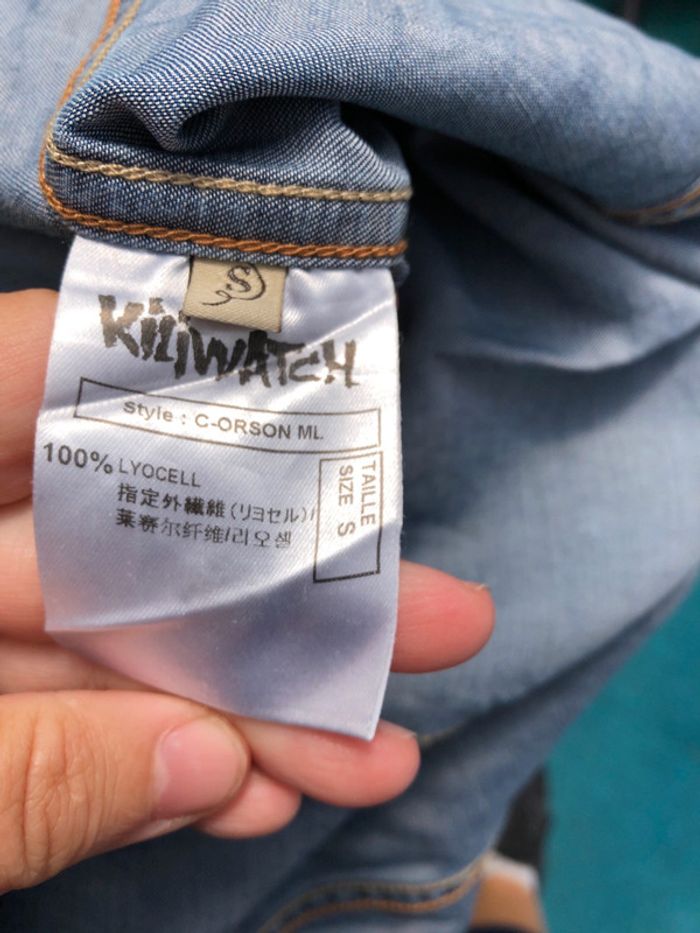 S
KiLiWATCH
Style : C-ORSON ML
100% LYOCELL
指定外繊維(リヨセル)/
莱赛尔纤维/리오셀
TAILLE
SIZE S